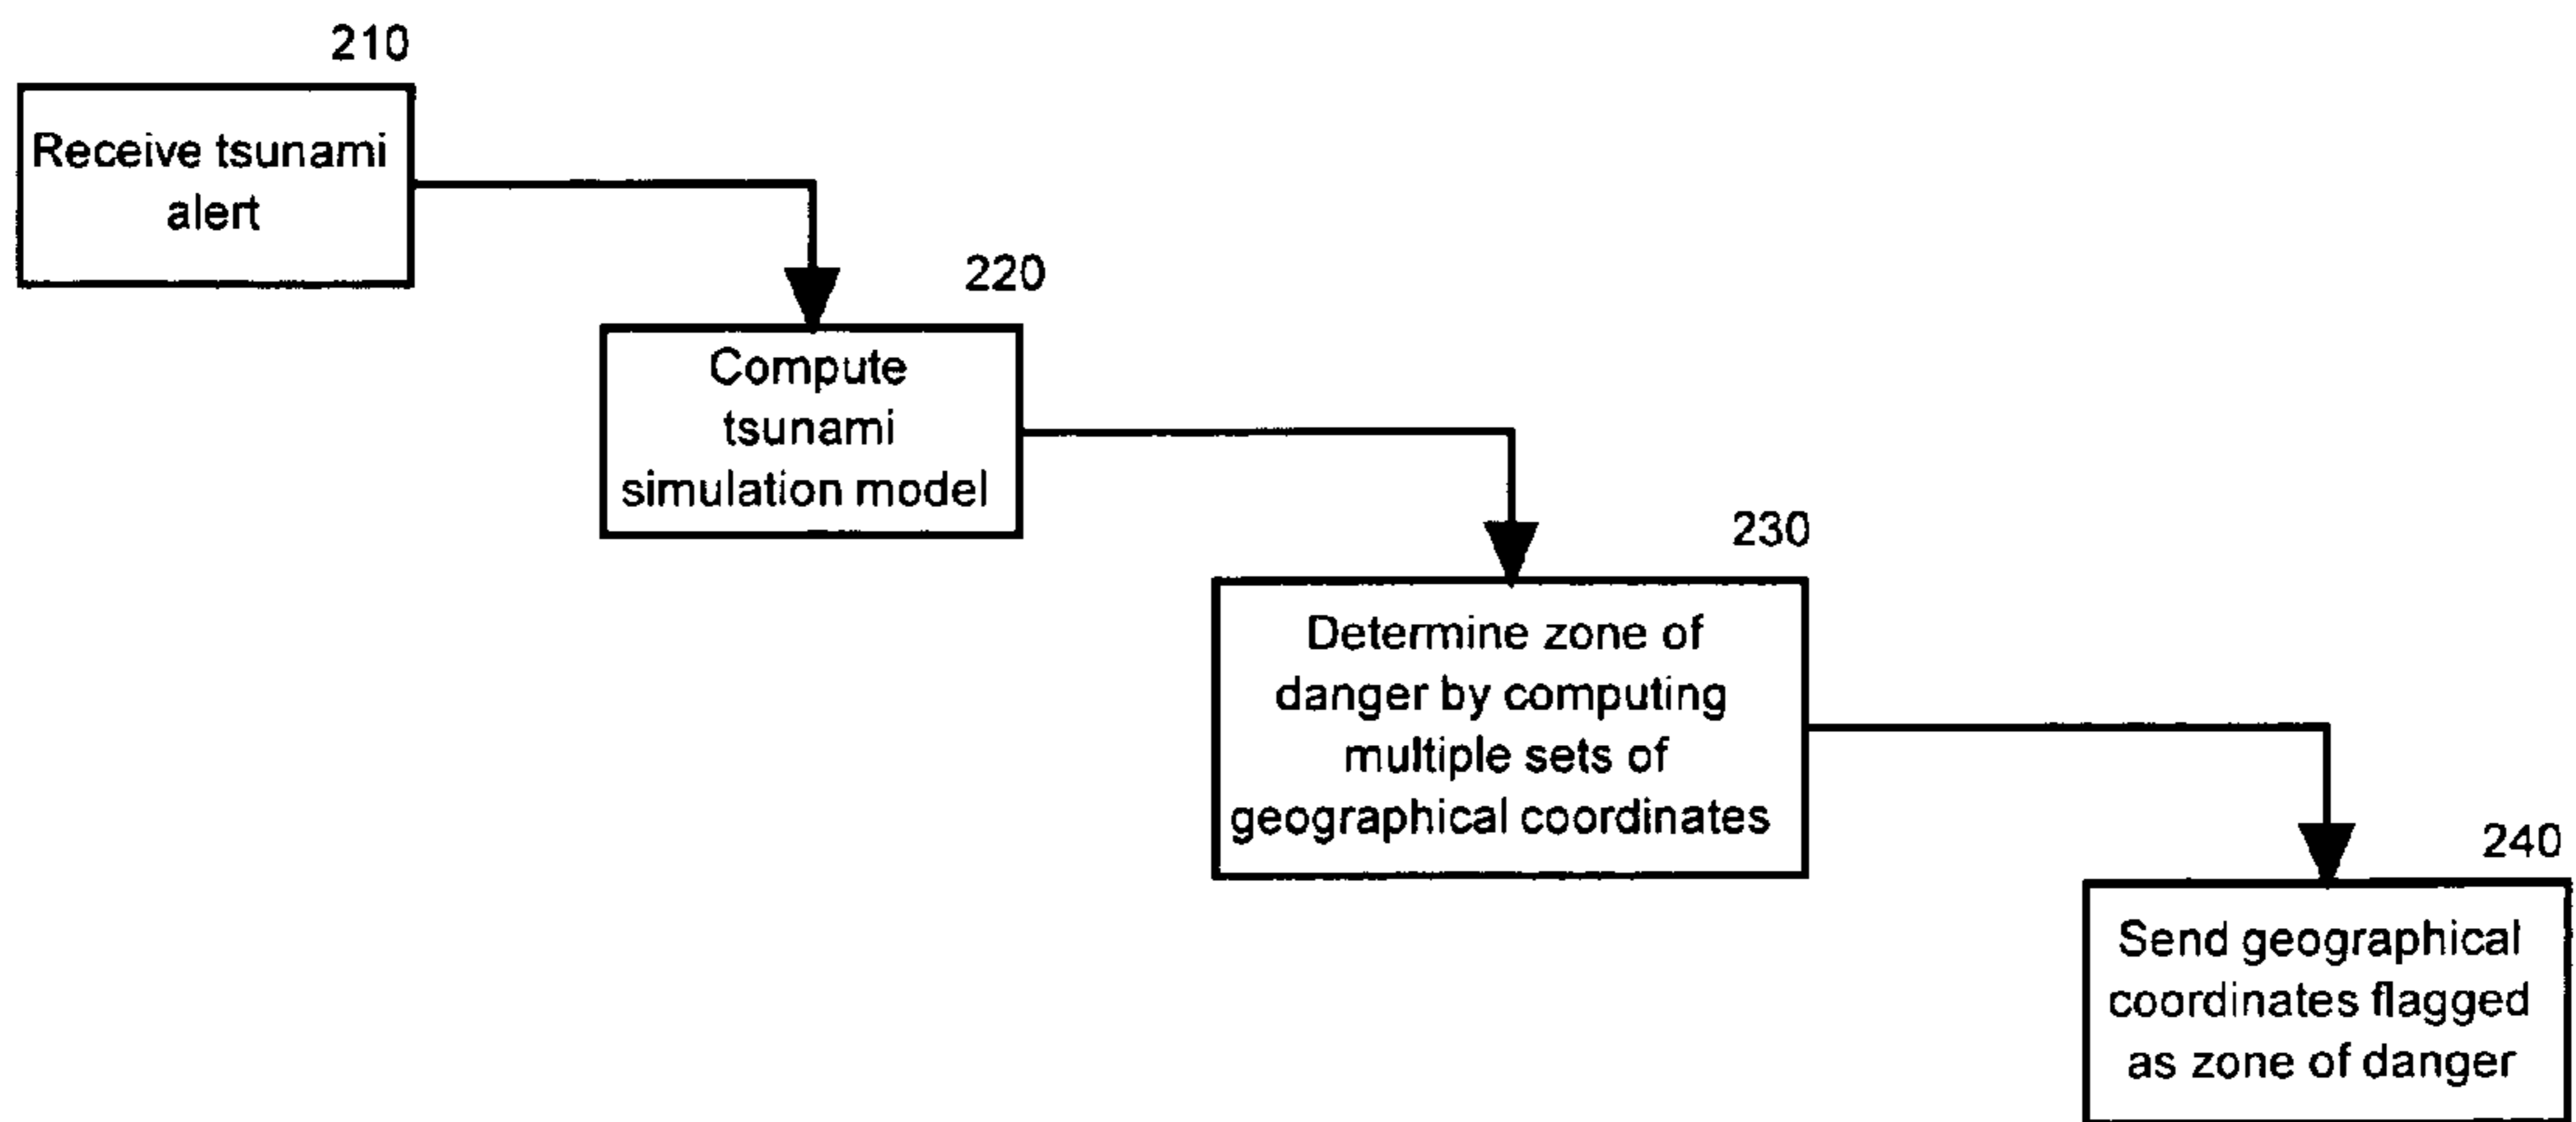 210
Receive tsunami
alert
220
Compute
tsunami
simulation model
230
Determine zone of
danger by computing
multiple sets of
geographical coordinates
240
Send geographical
coordinates flagged
as zone of danger